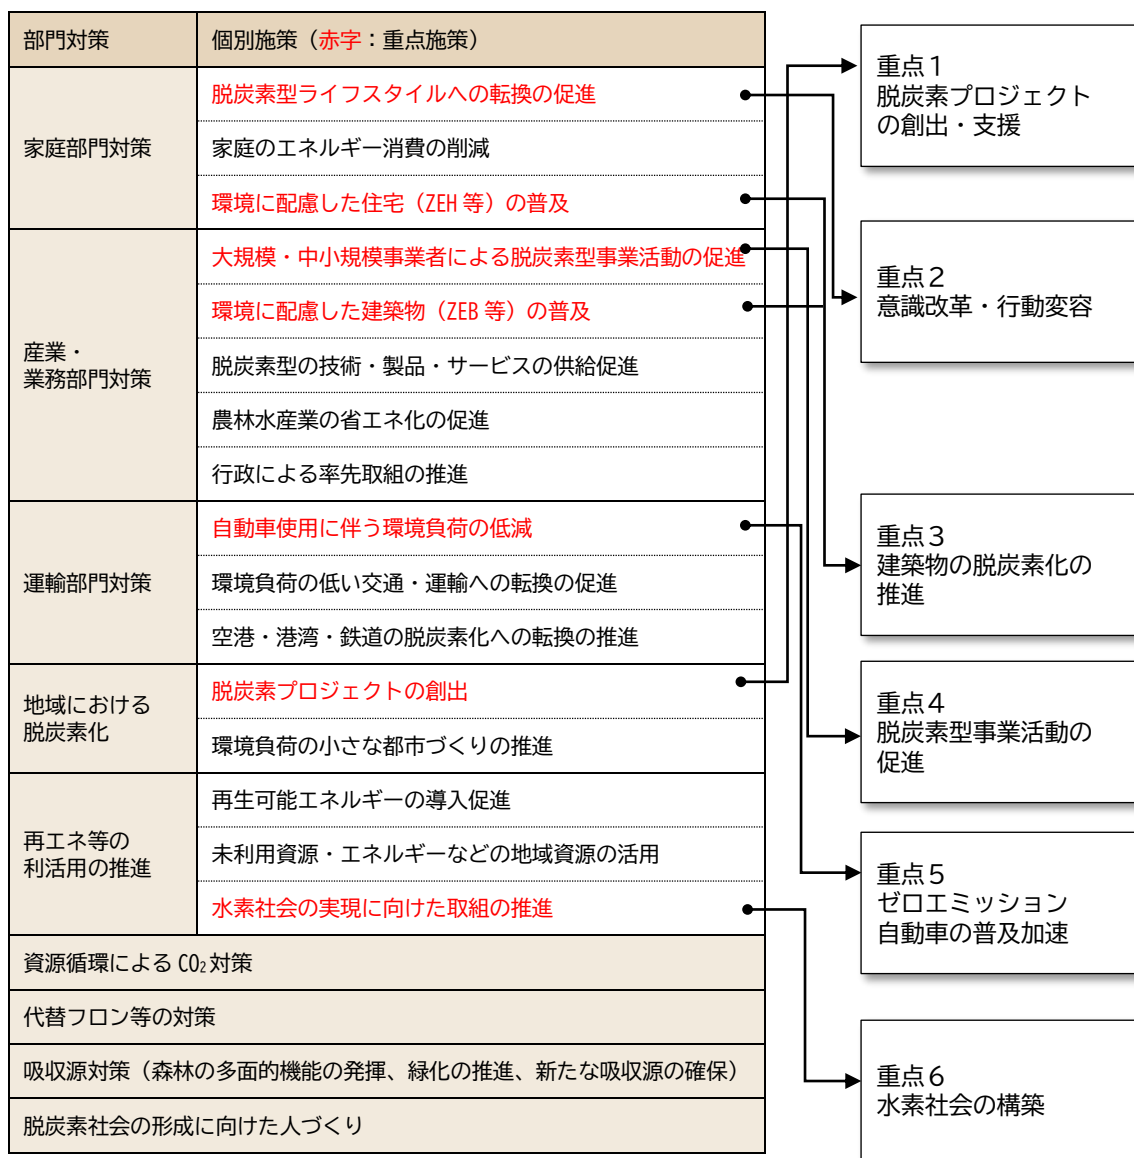 部門対策
個別施策（赤字：重点施策）
家庭部門対策
脱炭素型ライフスタイルへの転換の促進
家庭のエネルギー消費の削減
環境に配慮した住宅（ZEH 等）の普及
産業・
業務部門対策
大規模・中小規模事業者による脱炭素型事業活動の促進
環境に配慮した建築物（ZEB 等）の普及
脱炭素型の技術・製品・サービスの供給促進
農林水産業の省エネ化の促進
行政による率先取組の推進
運輸部門対策
自動車使用に伴う環境負荷の低減
環境負荷の低い交通・運輸への転換の促進
空港・港湾・鉄道の脱炭素化への転換の推進
地域における
脱炭素化
脱炭素プロジェクトの創出
環境負荷の小さな都市づくりの推進
再エネ等の
利活用の推進
再生可能エネルギーの導入促進
未利用資源・エネルギーなどの地域資源の活用
水素社会の実現に向けた取組の推進
資源循環による CO₂対策
代替フロン等の対策
吸収源対策（森林の多面的機能の発揮、緑化の推進、新たな吸収源の確保）
脱炭素社会の形成に向けた人づくり
重点１
脱炭素プロジェクト
の創出・支援
重点２
意識改革・行動変容
重点３
建築物の脱炭素化の
推進
重点４
脱炭素型事業活動の
促進
重点５
ゼロエミッション
自動車の普及加速
重点６
水素社会の構築